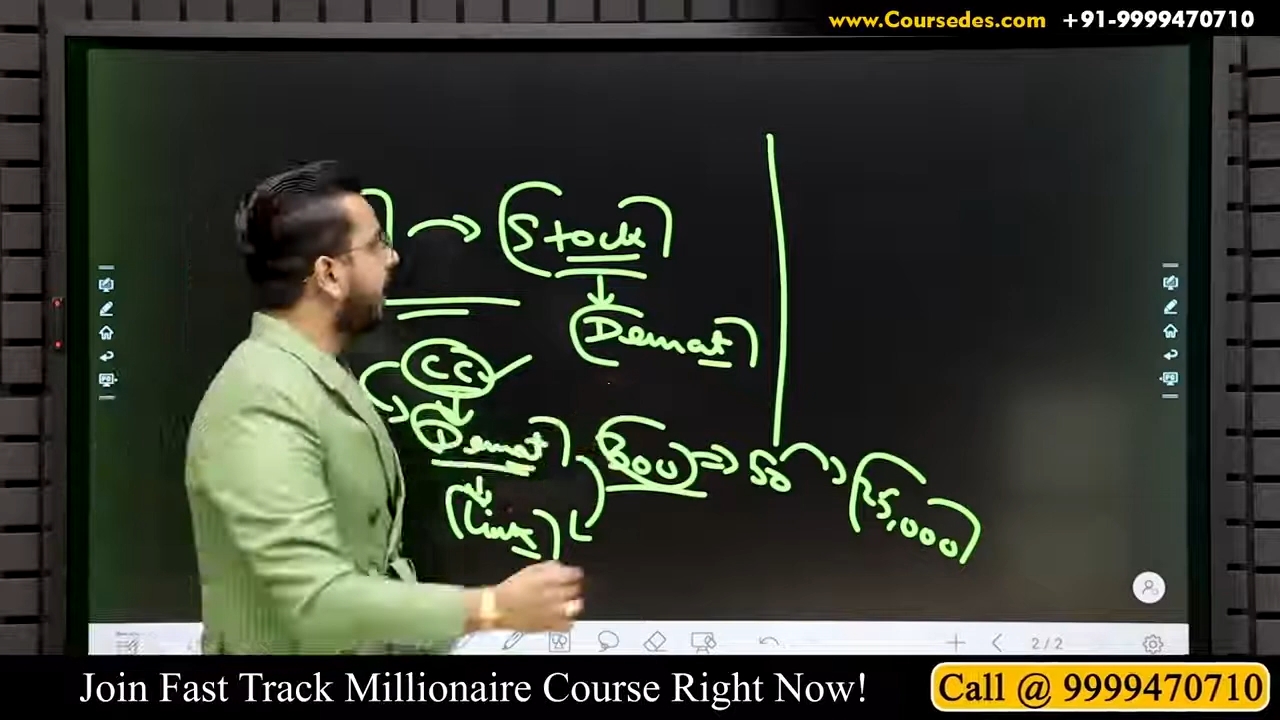 www.Coursedes.com +91-9999470710
Stock
Demat
CC
Demat
500 50 25,000
Link
2/2
Join Fast Track Millionaire Course Right Now!
Call @ 9999470710